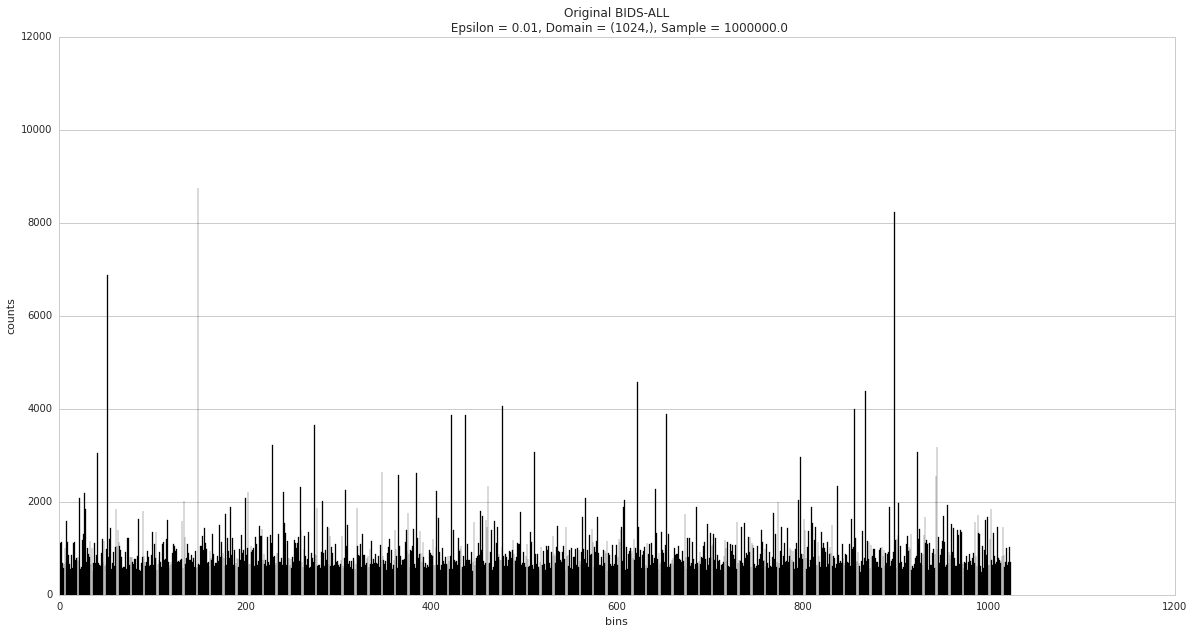 Original BIDS-ALL
Epsilon = 0.01, Domain = (1024,), Sample = 1000000.0
12000
10000
8000
6000
4000
2000
0
counts
0 200 400 600 800 1000 1200
bins